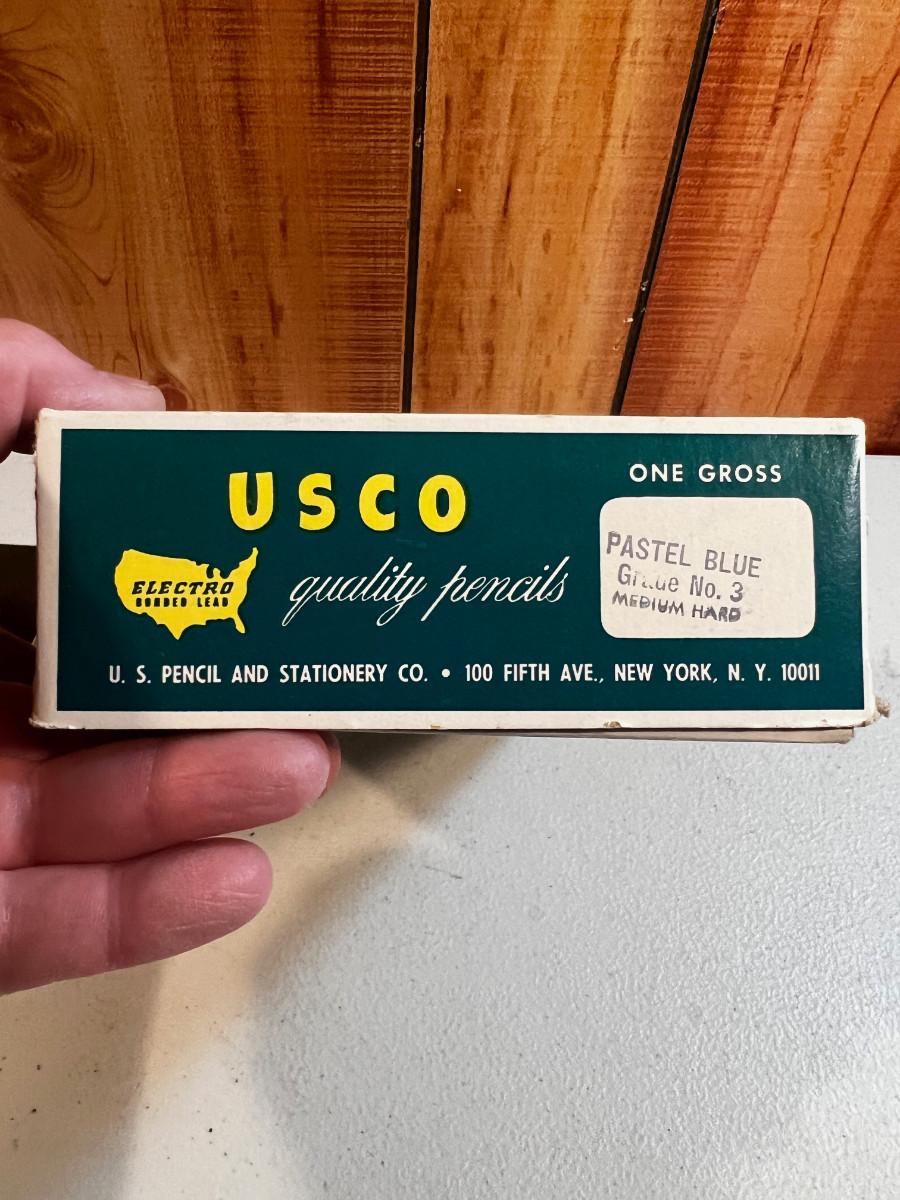 USCO
ELECTRO
BONDED LEAD
quality pencils
U. S. PENCIL AND STATIONERY CO. • 100 FIFTH AVE., NEW YORK, N. Y. 10011
ONE GROSS
PASTEL BLUE
Grade No. 3
MEDIUM HARD